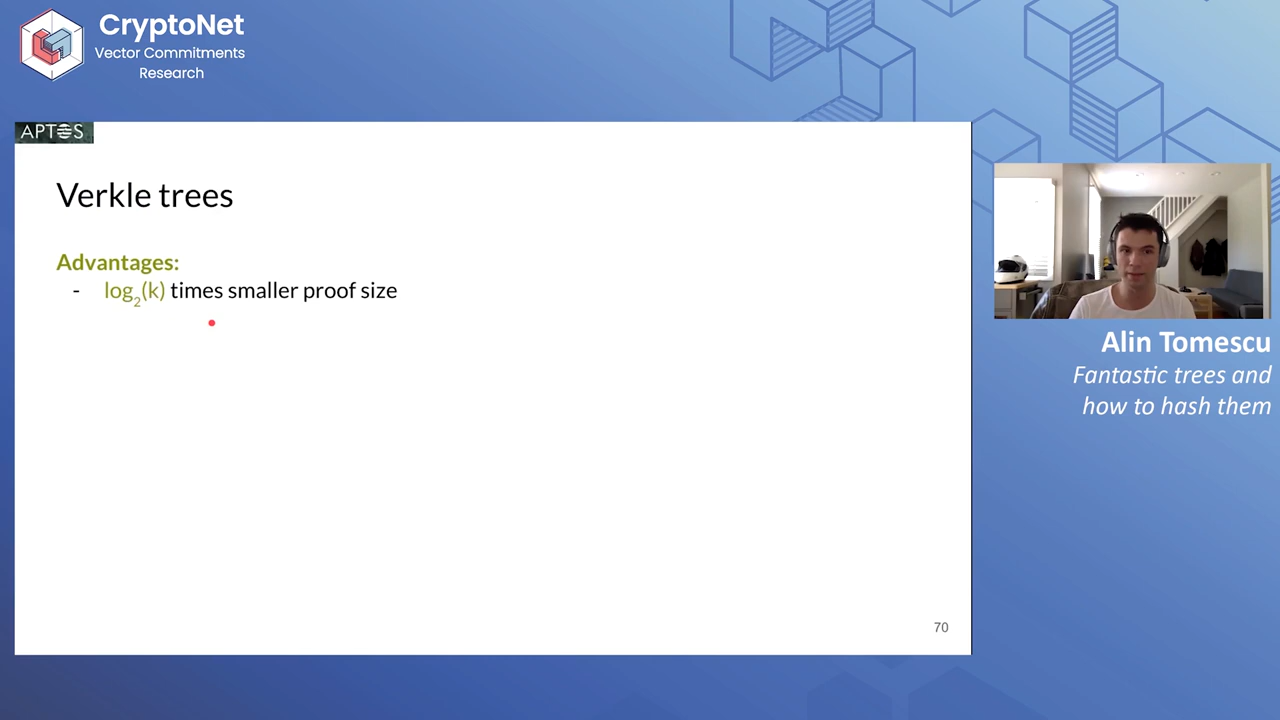 CryptoNet
Vector Commitments
Research
APTOS
Verkle trees
Advantages:
- log2(k) times smaller proof size
70
Alin Tomescu
Fantastic trees and
how to hash them